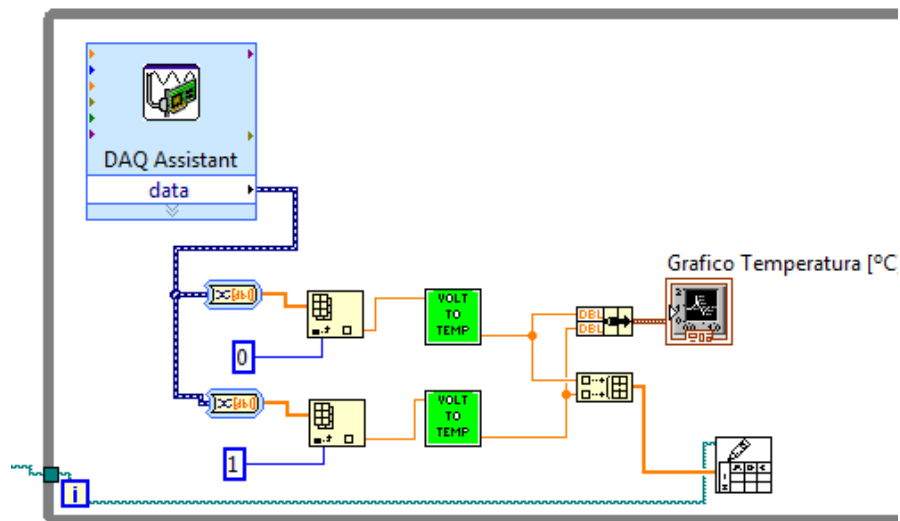 DAQ Assistant
data
Grafico Temperatura [ºC
VOLT
TO
TEMP
DBL
DBL
0
VOLT
TO
TEMP
1
i